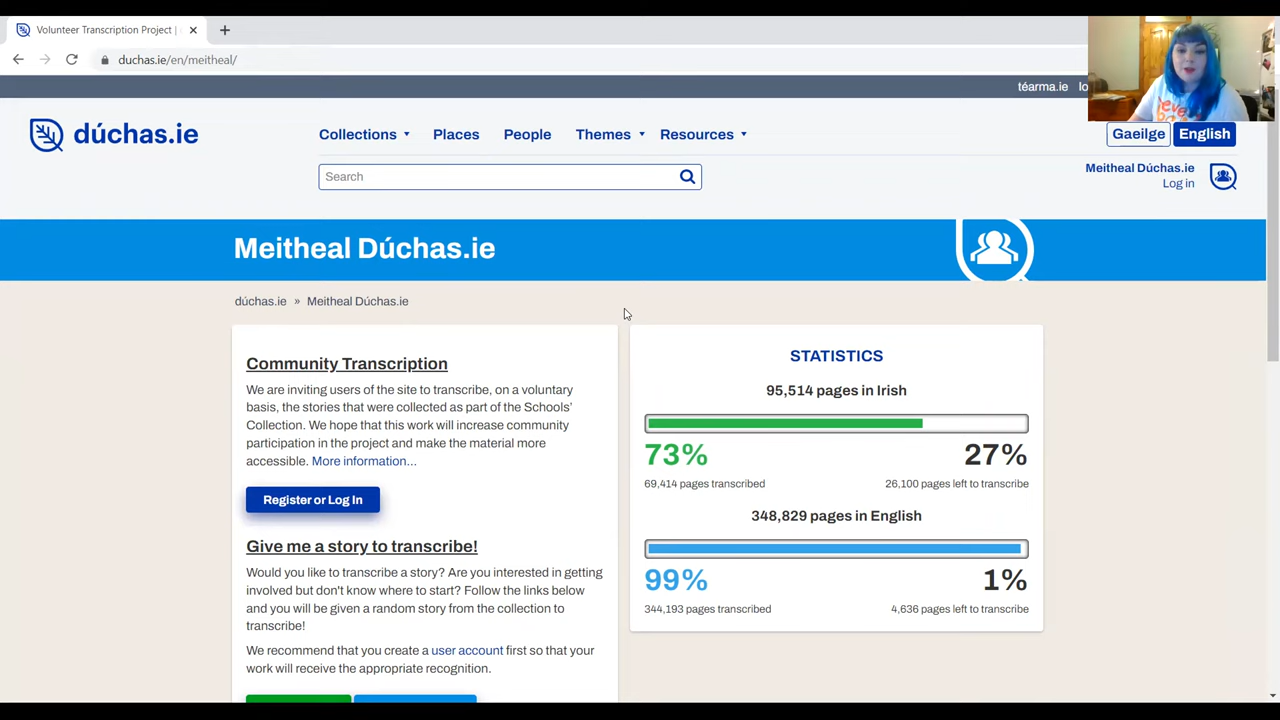 Volunteer Transcription Project |
duchas.ie/en/meitheal/
téarma.ie
dúchas.ie
Collections
Places
People
Themes
Resources
Gaeilge
English
Search
Meitheal Dúchas.ie
Log in
Meitheal Dúchas.ie
dúchas.ie » Meitheal Dúchas.ie
Community Transcription
We are inviting users of the site to transcribe, on a voluntary
basis, the stories that were collected as part of the Schools'
Collection. We hope that this work will increase community
participation in the project and make the material more
accessible. More information...
Register or Log In
Give me a story to transcribe!
Would you like to transcribe a story? Are you interested in getting
involved but don't know where to start? Follow the links below
and you will be given a random story from the collection to
transcribe!
We recommend that you create a user account first so that your
work will receive the appropriate recognition.
STATISTICS
95,514 pages in Irish
73%
27%
69,414 pages transcribed
26,100 pages left to transcribe
348,829 pages in English
99%
1%
344,193 pages transcribed
4,636 pages left to transcribe